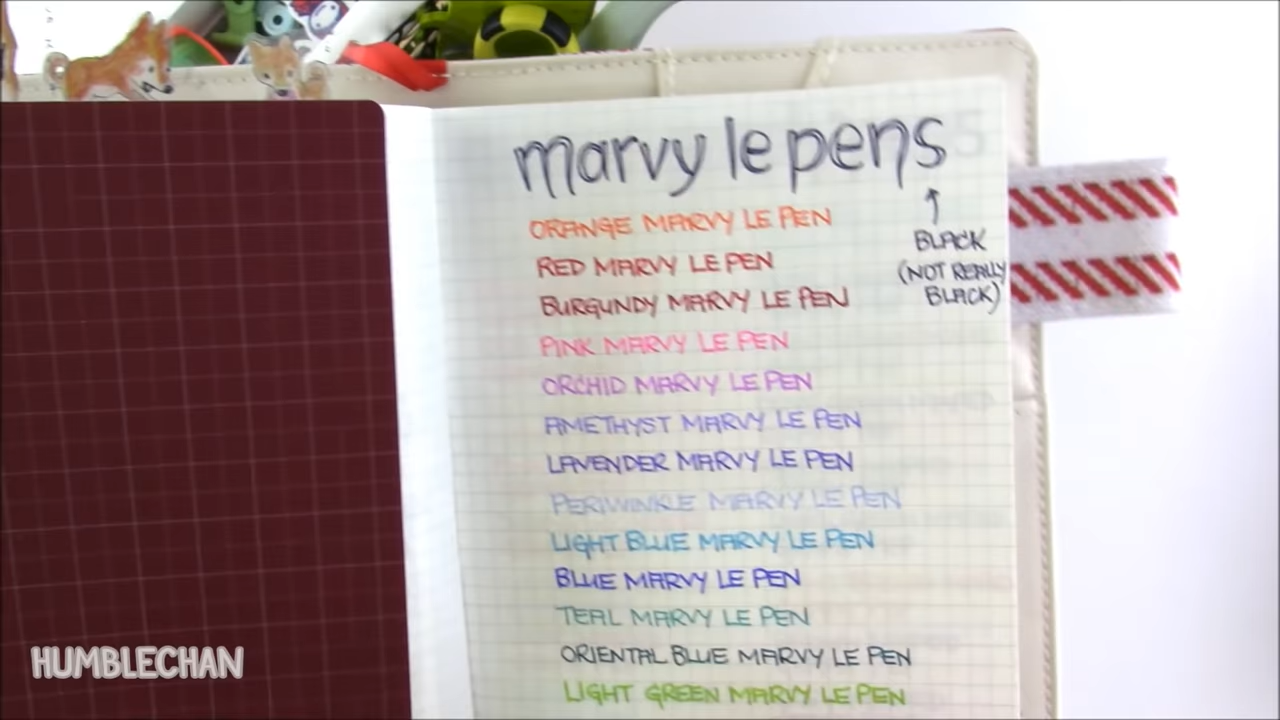 marvy le pens
BLACK
(NOT REALLY
BLACK)
ORANGE MARVY LE PEN
RED MARVY LE PEN
BURGUNDY MARVY LE PEN
PINK MARVY LE PEN
ORCHID MARVY LE PEN
AMETHYST MARVY LE PEN
LAVENDER MARVY LE PEN
PERIWINKLE MARVY LE PEN
LIGHT BLUE MARVY LE PEN
BLUE MARVY LE PEN
TEAL MARVY LE PEN
ORIENTAL BLUE MARVY LE PEN
LIGHT GREEN MARVY LE PEN
HUMBLECHAN